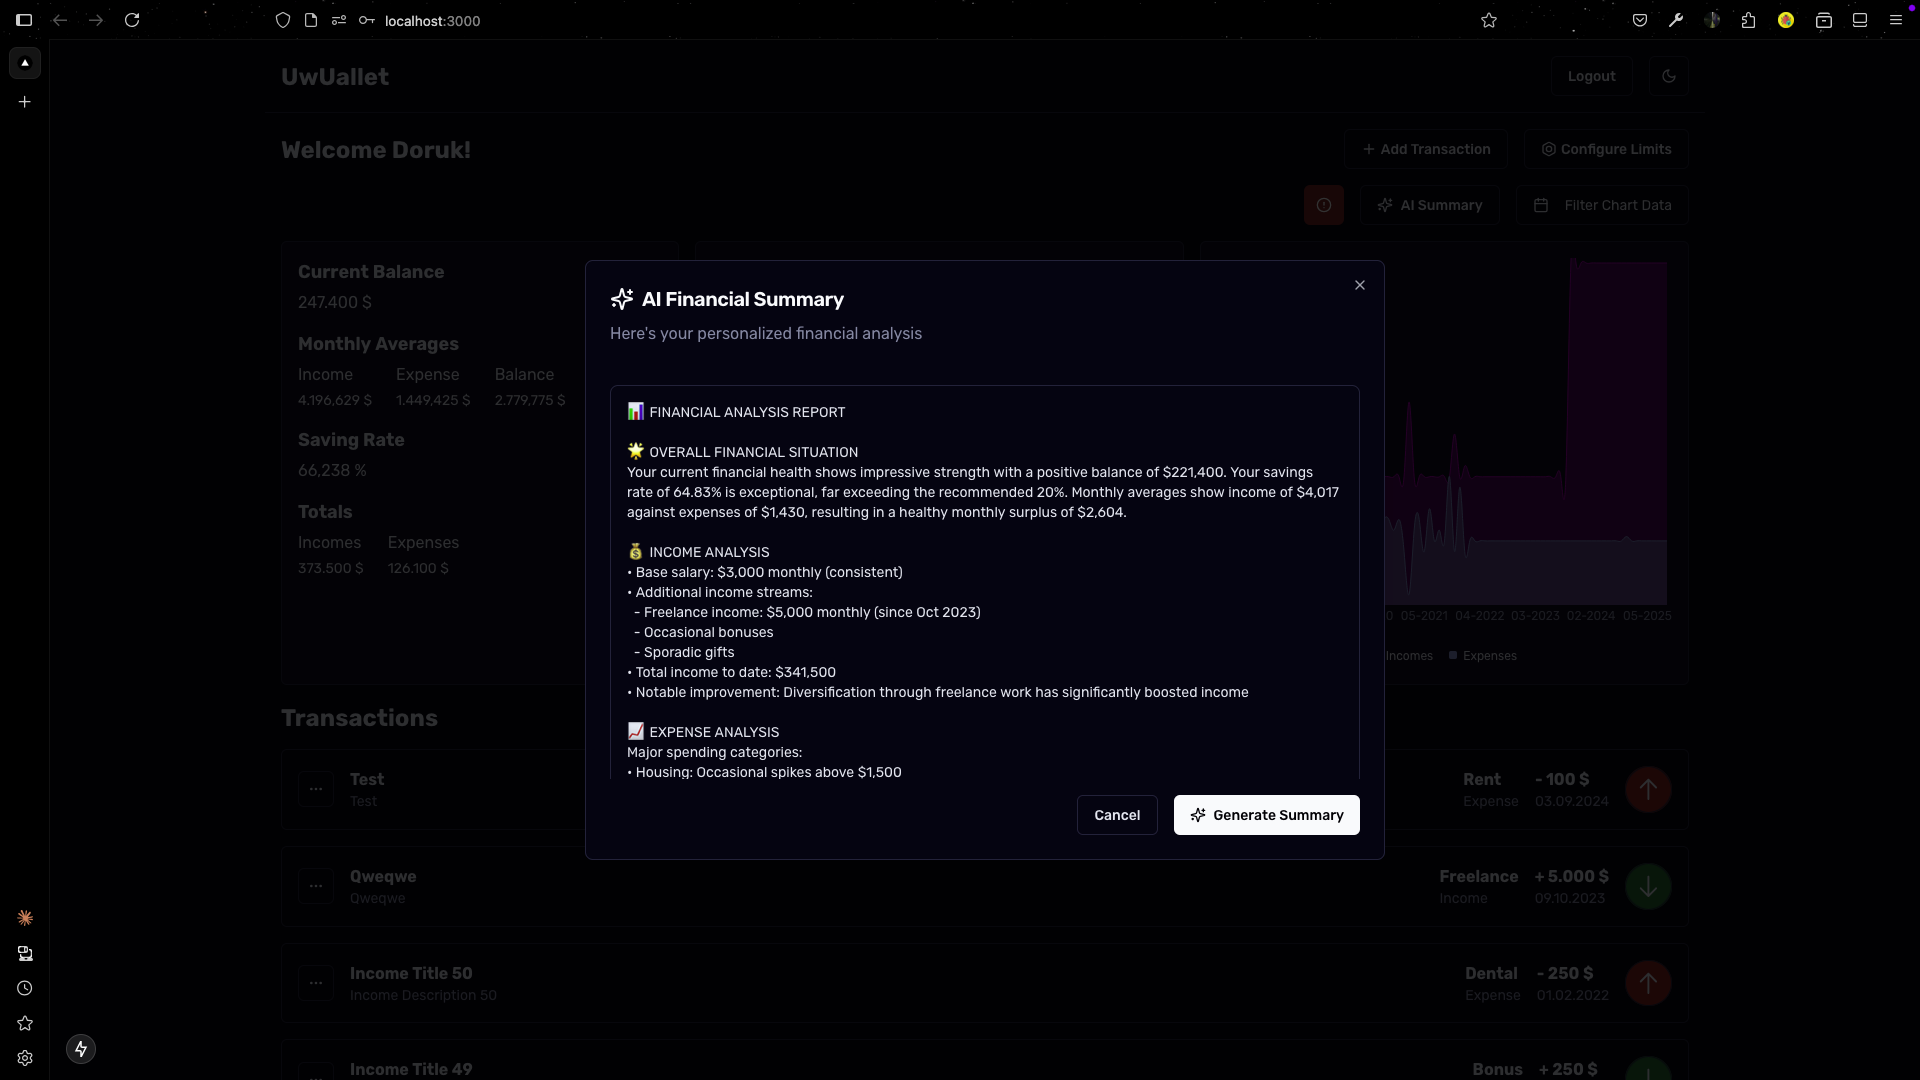 localhost:3000
UwUallet
Logout
Welcome Doruk!
Add Transaction
Configure Limits
AI Summary
Filter Chart Data
Current Balance
247.400 $
Monthly Averages
Income Expense Balance
4.196,629 $ 1.449,425 $ 2.779,775 $
Saving Rate
66,238 %
Totals
Incomes Expenses
373.500 $ 126.100 $
AI Financial Summary
Here's your personalized financial analysis
📊 FINANCIAL ANALYSIS REPORT
🌟 OVERALL FINANCIAL SITUATION
Your current financial health shows impressive strength with a positive balance of $221,400. Your savings
rate of 64.83% is exceptional, far exceeding the recommended 20%. Monthly averages show income of $4,017
against expenses of $1,430, resulting in a healthy monthly surplus of $2,604.
💰 INCOME ANALYSIS
• Base salary: $3,000 monthly (consistent)
• Additional income streams:
- Freelance income: $5,000 monthly (since Oct 2023)
- Occasional bonuses
- Sporadic gifts
• Total income to date: $341,500
• Notable improvement: Diversification through freelance work has significantly boosted income
📈 EXPENSE ANALYSIS
Major spending categories:
• Housing: Occasional spikes above $1,500
Cancel
Generate Summary
0 05-2021 04-2022 03-2023 02-2024 05-2025
Incomes Expenses
Transactions
Test
Test
Rent - 100 $
Expense 03.09.2024
Qweqwe
Qweqwe
Freelance + 5.000 $
Income 09.10.2023
Income Title 50
Income Description 50
Dental - 250 $
Expense 01.02.2022
Income Title 49
Bonus + 250 $